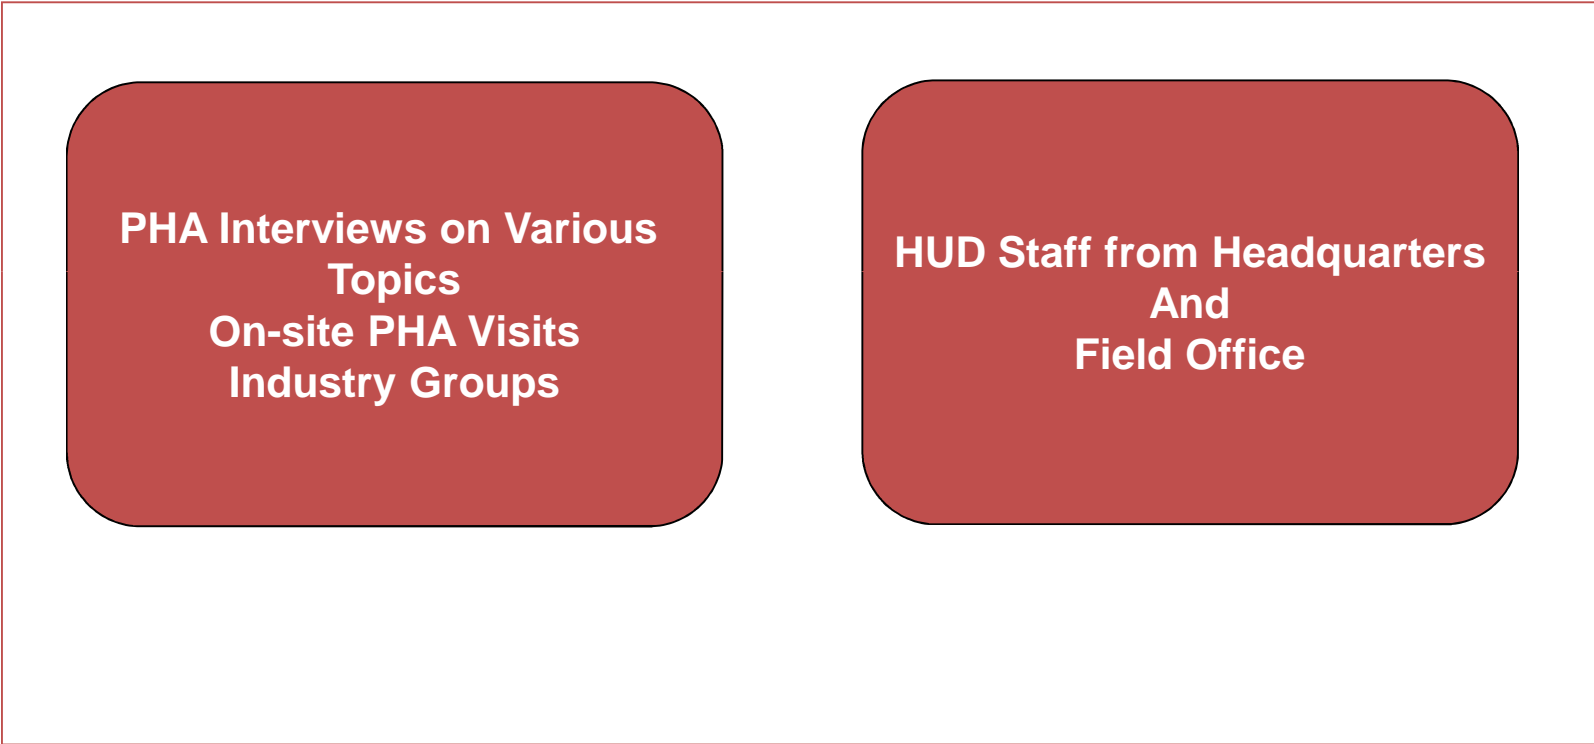 PHA Interviews on Various
Topics
On-site PHA Visits
Industry Groups
HUD Staff from Headquarters
And
Field Office